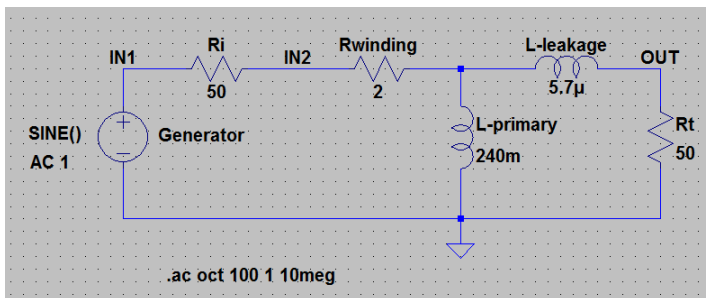 IN1
Ri
50
IN2
Rwinding
2
L-leakage
5.7µ
OUT
SINE()
AC 1
Generator
L-primary
240m
Rt
50
.ac oct 100 1 10meg